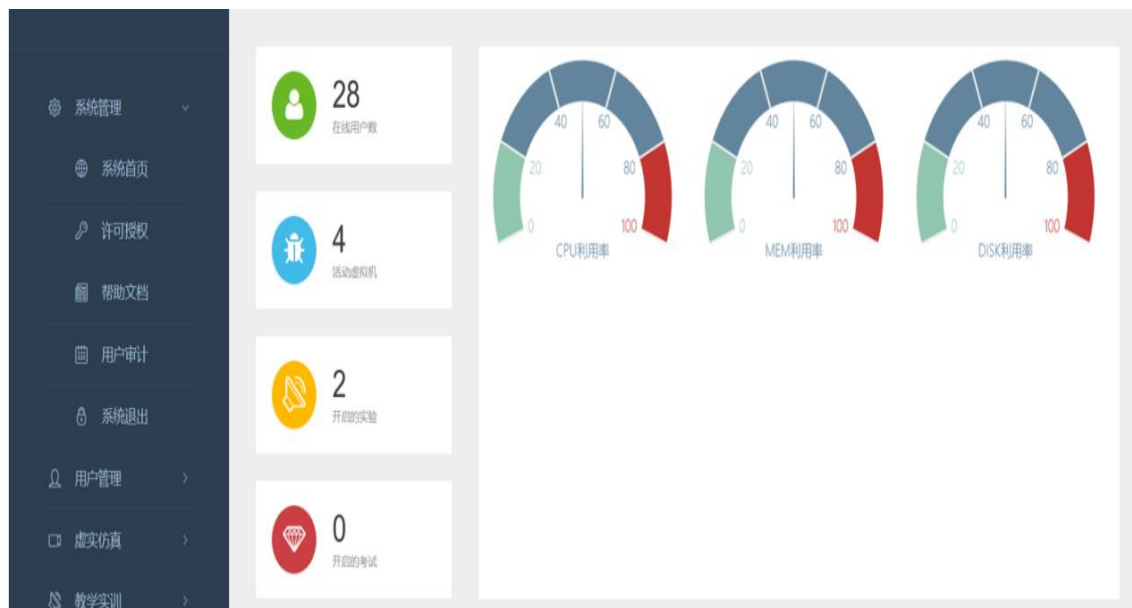 系统管理
系统首页
许可授权
帮助文档
用户审计
系统退出
用户管理
虚实仿真
教学实训
28
在线用户数
4
活动虚拟机
2
开启的实验
0
开启的考试
0
20
40
60
80
100
CPU利用率
0
20
40
60
80
100
MEM利用率
0
20
40
60
80
100
DISK利用率